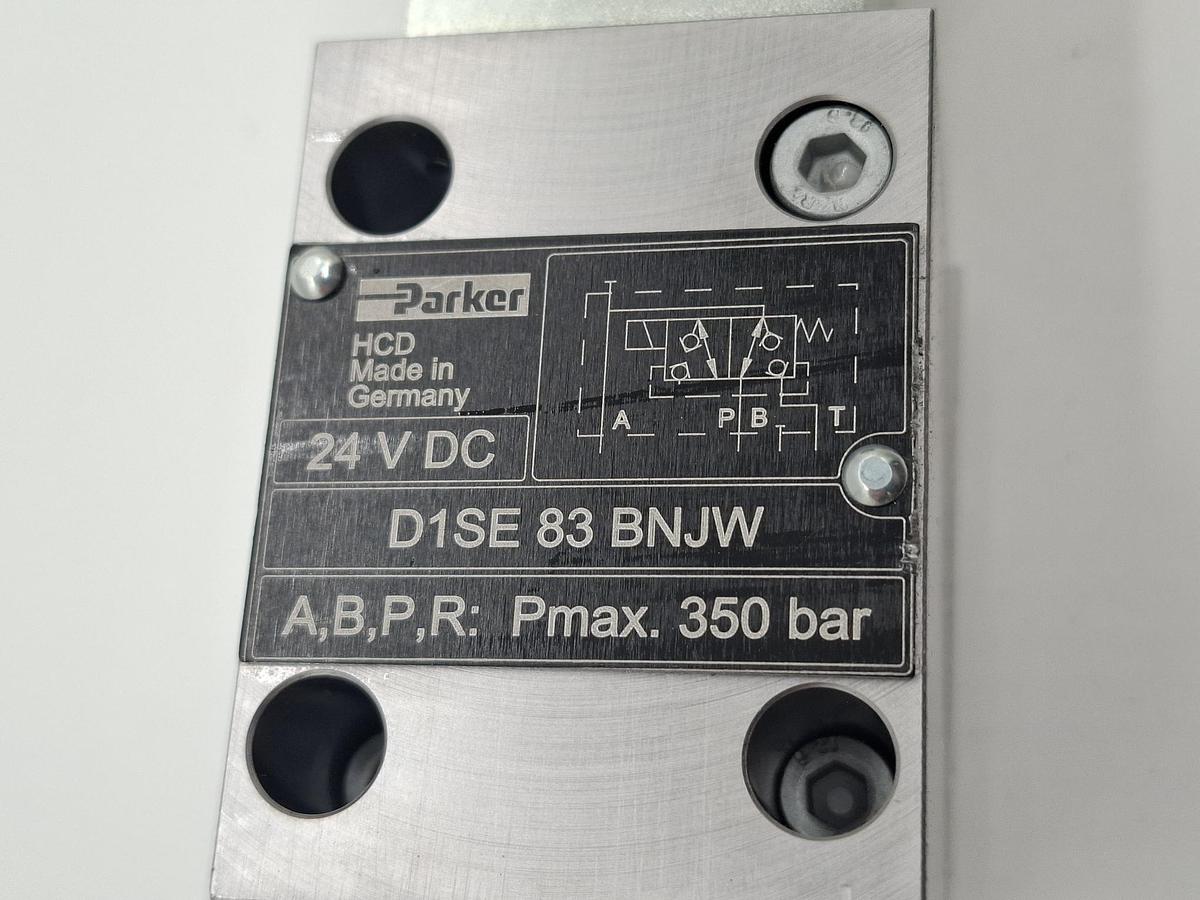 Parker
HCD
Made in
Germany
A P B T
24 V DC
D1SE 83 BNJW
A,B,P,R: Pmax. 350 bar